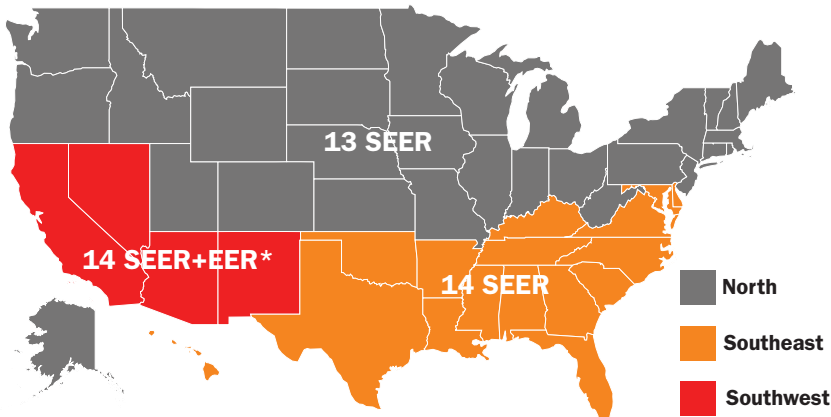 13 SEER
14 SEER+EER*
14 SEER
North
Southeast
Southwest